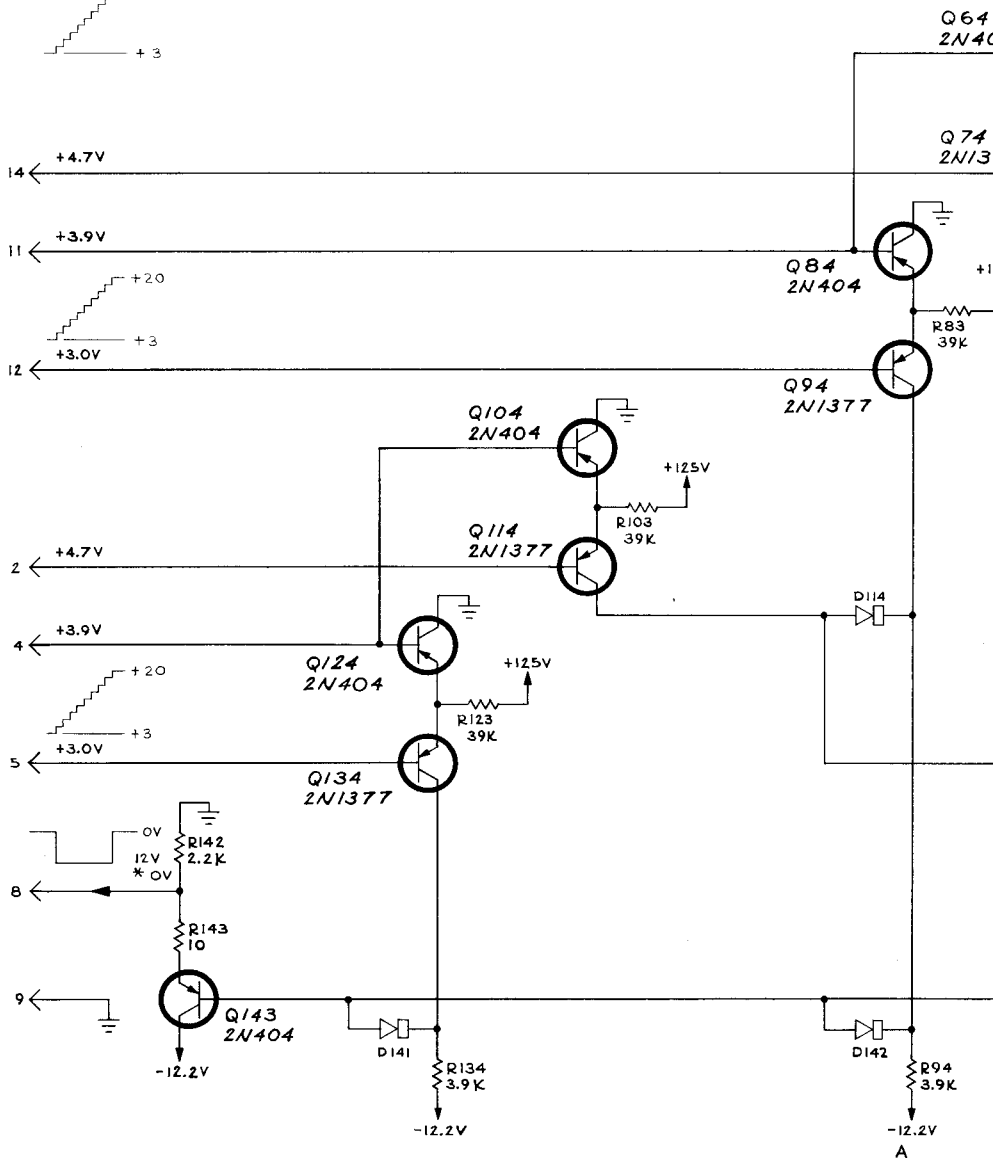 +3
Q64
14
+4.7V
Q74
11
+3.9V
Q84
2N404
+20
R83
39K
+3
12
+3.0V
Q94
2N1377
Q104
2N404
+125V
R103
39K
Q114
2N1377
2
+4.7V
D114
4
+3.9V
Q124
2N404
+20
+125V
R123
39K
+3
5
+3.0V
Q134
2N1377
0V
R142
2.2K
12V
* 0V
8
R143
10
9
Q143
2N404
D141
D142
-12.2V
R134
3.9K
R94
3.9K
-12.2V
-12.2V
A